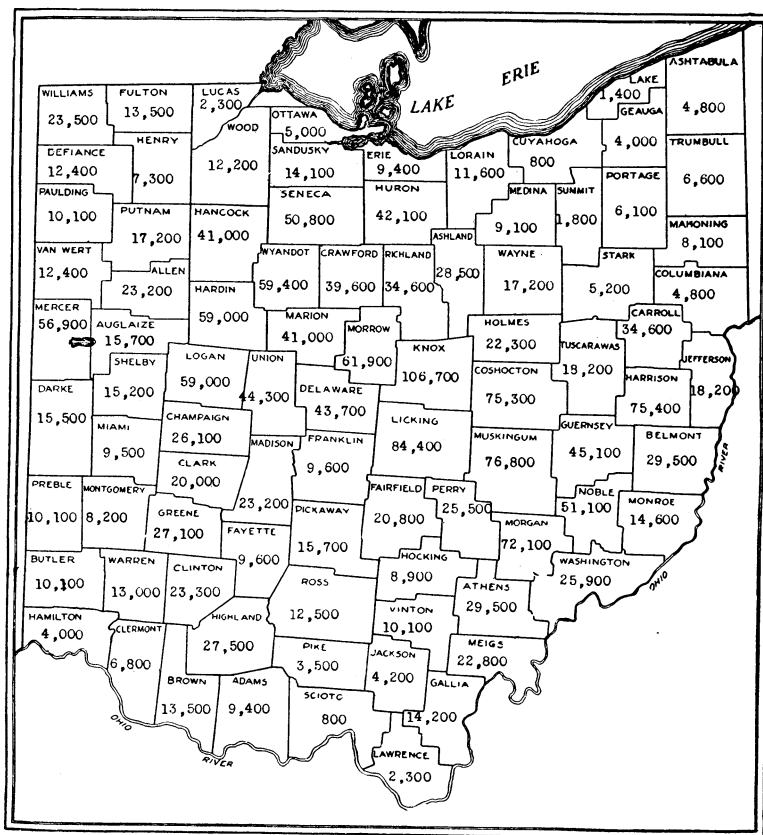 LAKE ERIE
WILLIAMS
23,500
FULTON
13,500
LUCAS
2,300
OTTAWA
5,000
LAKE
1,400
ASHTABULA
4,800
GEAUGA
4,000
WOOD
12,200
HENRY
7,300
DEFIANCE
12,400
SANDUSKY
14,100
ERIE
9,400
LORAIN
11,600
CUYAHOGA
800
TRUMBULL
6,600
PAULDING
10,100
PUTNAM
17,200
HANCOCK
41,000
SENECA
50,800
HURON
42,100
MEDINA
9,100
SUMMIT
1,800
PORTAGE
6,100
MAHONING
8,100
VAN WERT
12,400
ALLEN
23,200
WYANDOT
59,400
CRAWFORD
39,600
RICHLAND
34,600
ASHLAND
28,500
WAYNE
17,200
STARK
5,200
COLUMBIANA
4,800
MERCER
56,900
AUGLAIZE
15,700
HARDIN
59,000
MARION
41,000
MORROW
61,900
HOLMES
22,300
TUSCARAWAS
18,200
CARROLL
34,600
JEFFERSON
18,200
SHELBY
15,200
LOGAN
59,000
UNION
44,300
DELAWARE
43,700
KNOX
106,700
COSHOCTON
75,300
HARRISON
75,400
DARKE
15,500
MIAMI
9,500
CHAMPAIGN
26,100
CLARK
20,000
MADISON
23,200
FRANKLIN
9,600
LICKING
84,400
MUSKINGUM
76,800
GUERNSEY
45,100
BELMONT
29,500
PREBLE
10,100
MONTGOMERY
8,200
GREENE
27,100
FAYETTE
9,600
PICKAWAY
15,700
FAIRFIELD
20,800
PERRY
25,500
MORGAN
72,100
NOBLE
51,100
MONROE
14,600
BUTLER
10,100
WARREN
13,000
CLINTON
23,300
ROSS
12,500
HOCKING
8,900
ATHENS
29,500
WASHINGTON
25,900
HAMILTON
4,000
CLERMONT
6,800
HIGHLAND
27,500
PIKE
3,500
VINTON
10,100
JACKSON
4,200
MEIGS
22,800
BROWN
13,500
ADAMS
9,400
SCIOTO
800
GALLIA
14,200
LAWRENCE
2,300
OHIO
RIVER
OHIO
RIVER